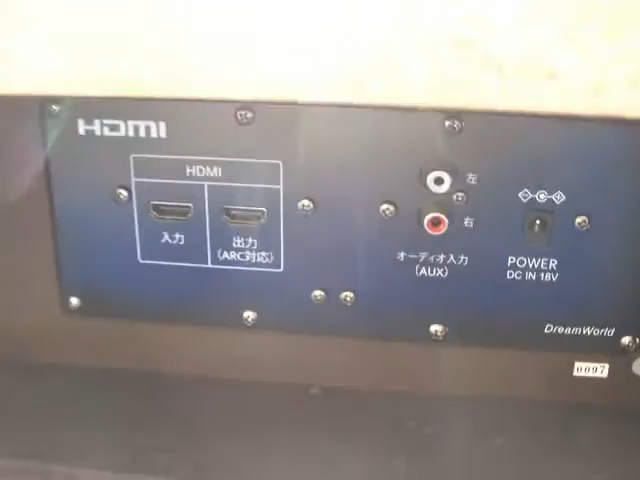 HDMI
HDMI
入力
出力
(ARC対応)
左
右
オーディオ入力
(AUX)
POWER
DC IN 18V
DreamWorld
0097